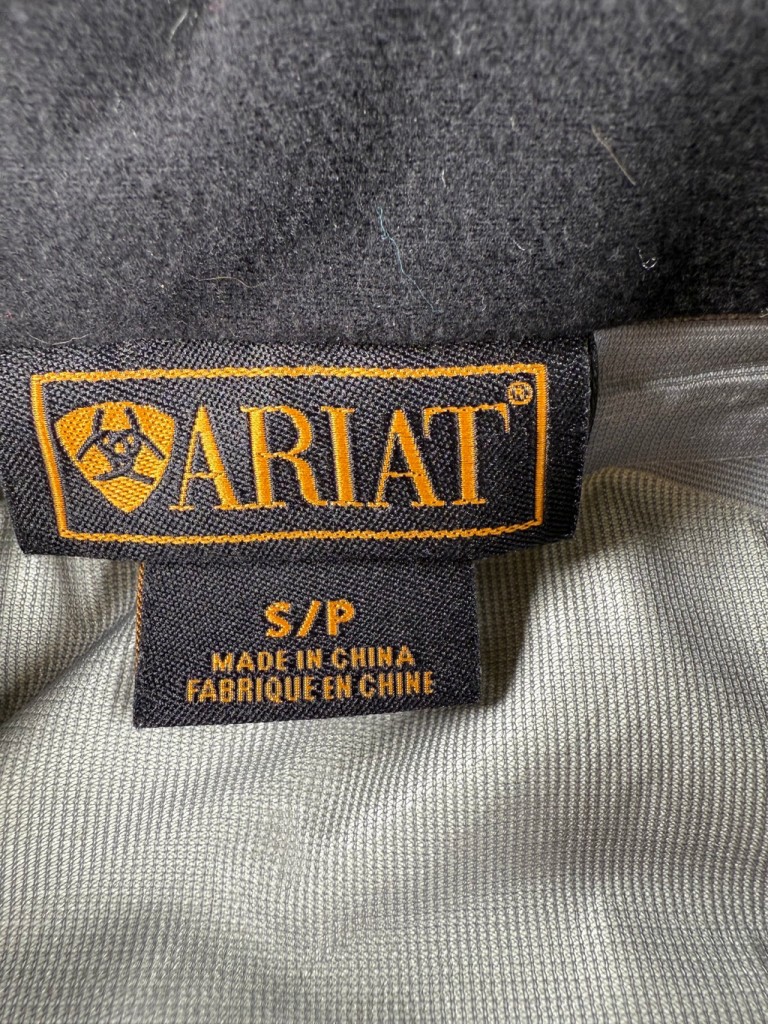 ARIAT®
S/P
MADE IN CHINA
FABRIQUE EN CHINE